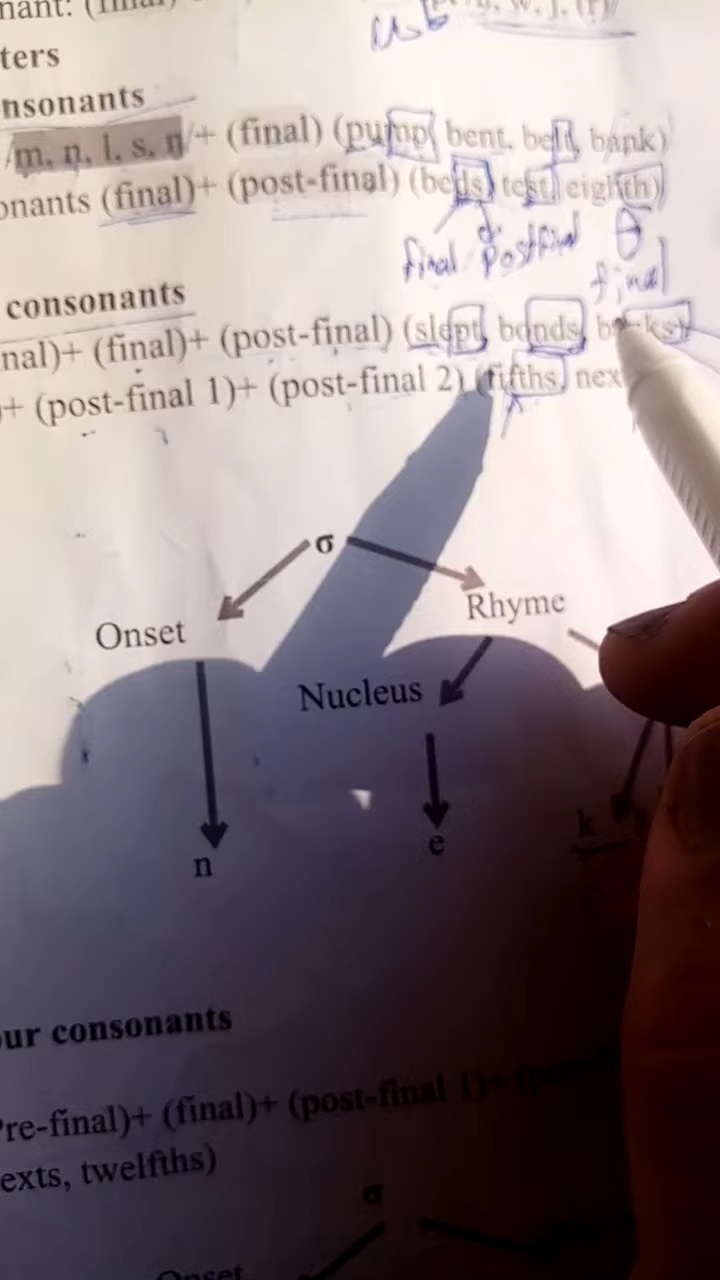 ters
nsonants
/m, n, l, s, ŋ/+ (final) (pump, bent, belt, bank)
onants (final)+ (post-final) (beds, test, eighth)
final postfinal θ
final
consonants
nal)+ (final)+ (post-final) (slept, bonds,
+ (post-final 1)+ (post-final 2) (fifths,
σ
Onset Rhyme
Nucleus
n e k
our consonants
Pre-final)+ (final)+ (post-final 1)+
exts, twelfths)
σ
Onset